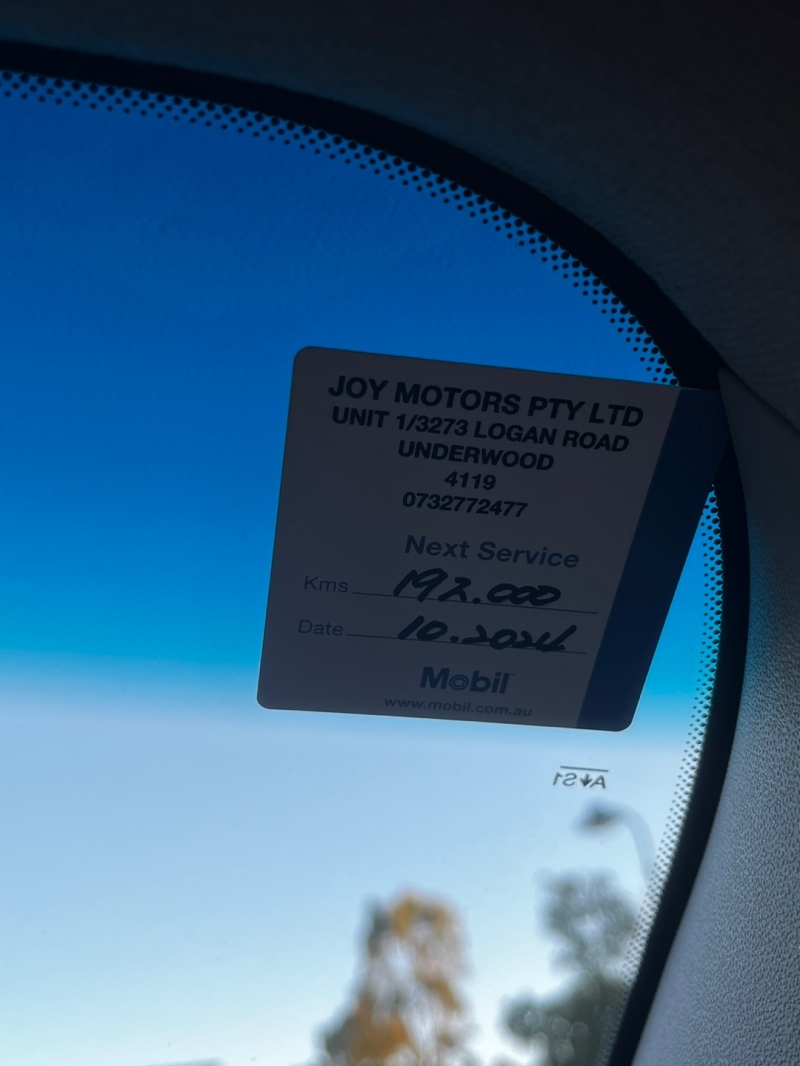 JOY MOTORS PTY LTD
UNIT 1/3273 LOGAN ROAD
UNDERWOOD
4119
0732772477
Next Service
Kms 192.000
Date 10.2024
Mobil
www.mobil.com.au
AS1